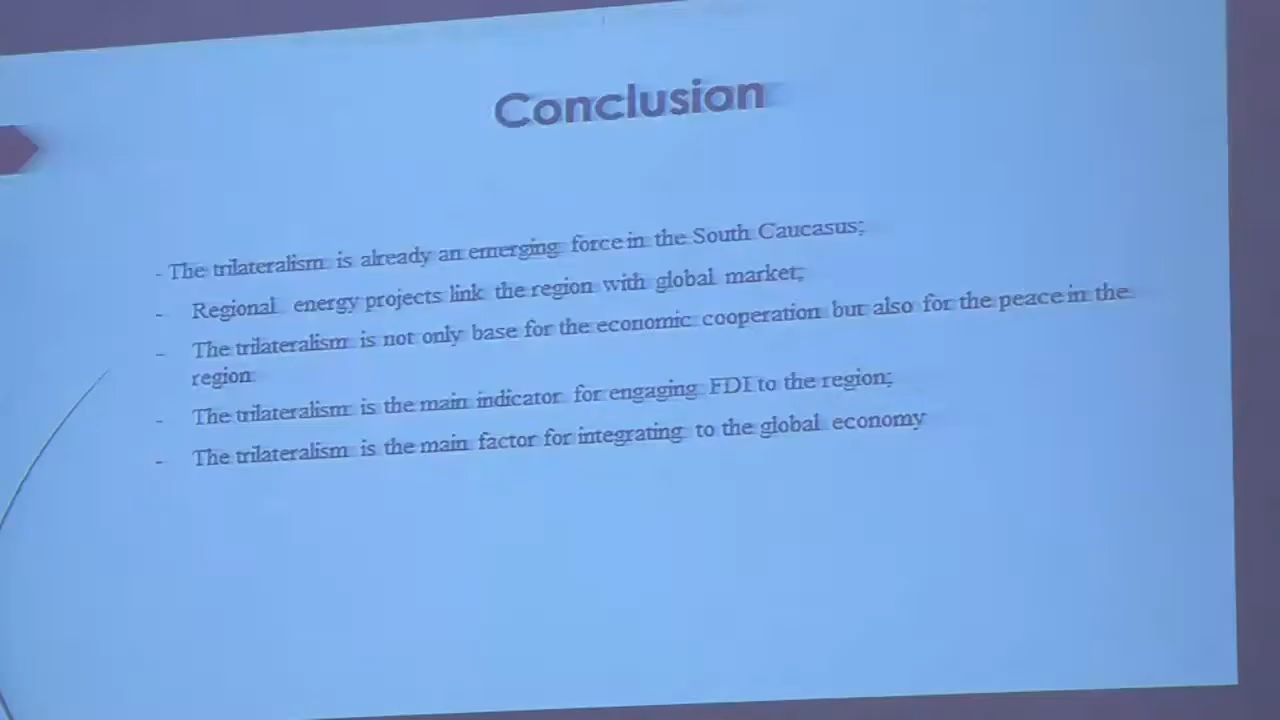 Conclusion
- The trilateralism is already an emerging force in the South Caucasus;
- Regional energy projects link the region with global market;
- The trilateralism is not only base for the economic cooperation but also for the peace in the
region
- The trilateralism is the main indicator for engaging FDI to the region;
- The trilateralism is the main factor for integrating to the global economy